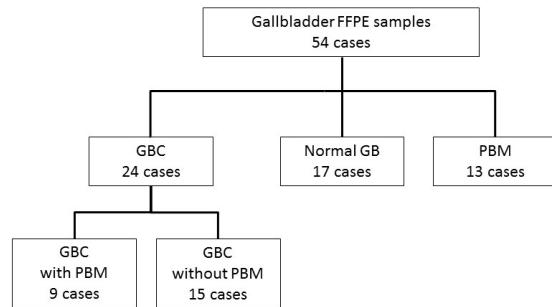 Gallbladder FFPE samples
54 cases
GBC
24 cases
Normal GB
17 cases
PBM
13 cases
GBC
with PBM
9 cases
GBC
without PBM
15 cases